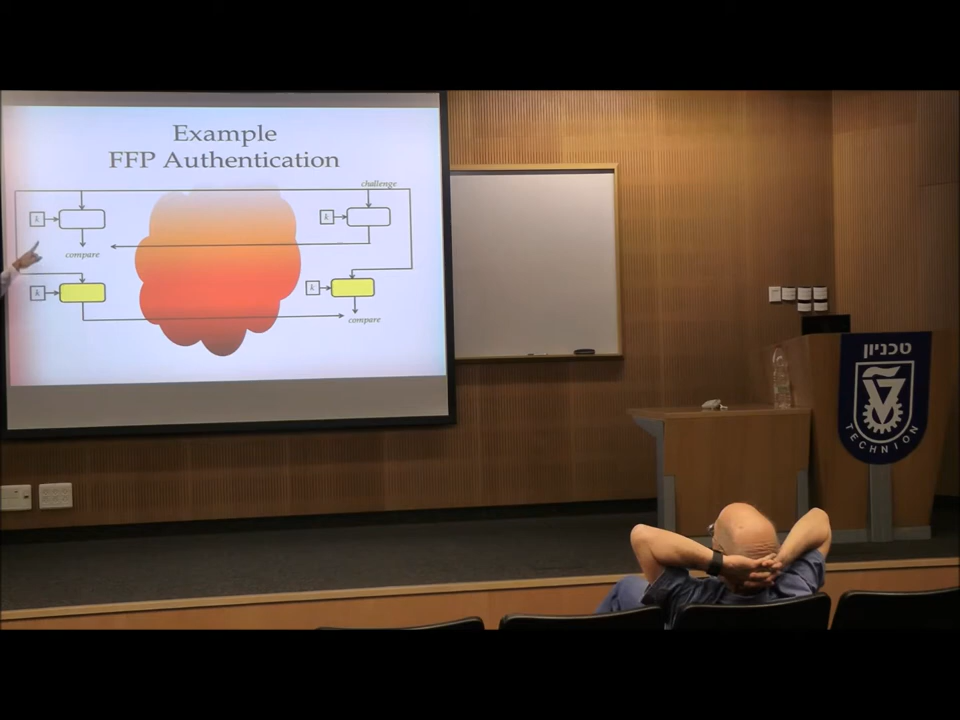 Example
FFP Authentication
challenge
k
k
compare
k
k
compare
טכניון
TECHNION